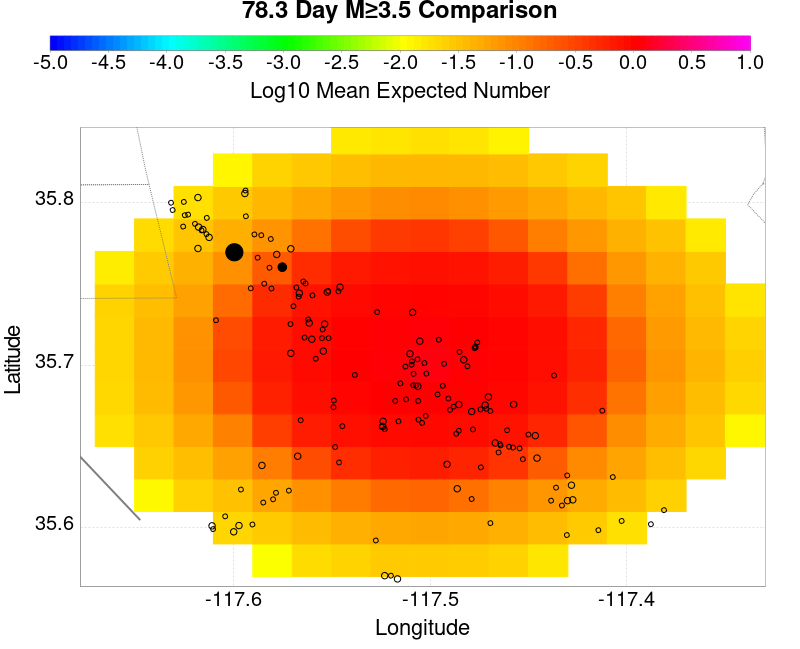 78.3 Day M≥3.5 Comparison
-5.0 -4.5 -4.0 -3.5 -3.0 -2.5 -2.0 -1.5 -1.0 -0.5 0.0 0.5 1.0
Log10 Mean Expected Number
35.8
35.7
35.6
Latitude
-117.6 -117.5 -117.4
Longitude